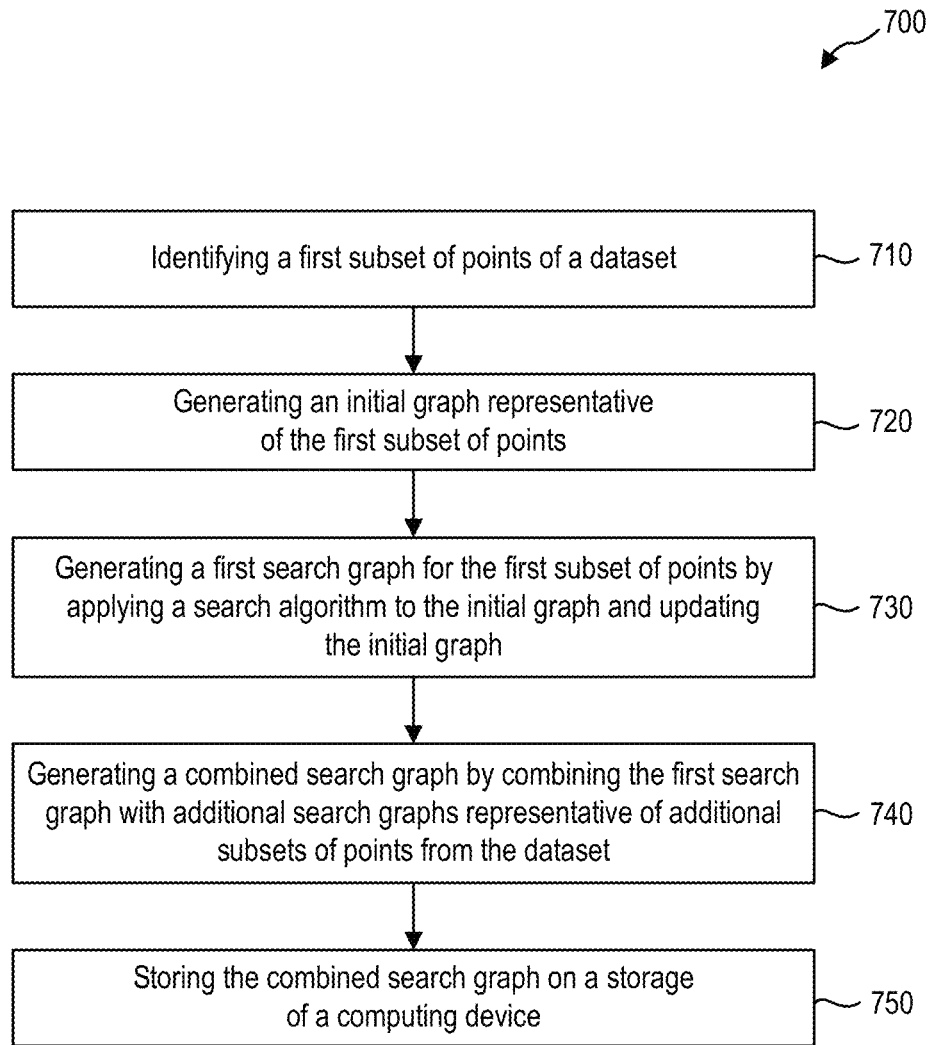 700
Identifying a first subset of points of a dataset
710
Generating an initial graph representative
of the first subset of points
720
Generating a first search graph for the first subset of points by
applying a search algorithm to the initial graph and updating
the initial graph
730
Generating a combined search graph by combining the first search
graph with additional search graphs representative of additional
subsets of points from the dataset
740
Storing the combined search graph on a storage
of a computing device
750